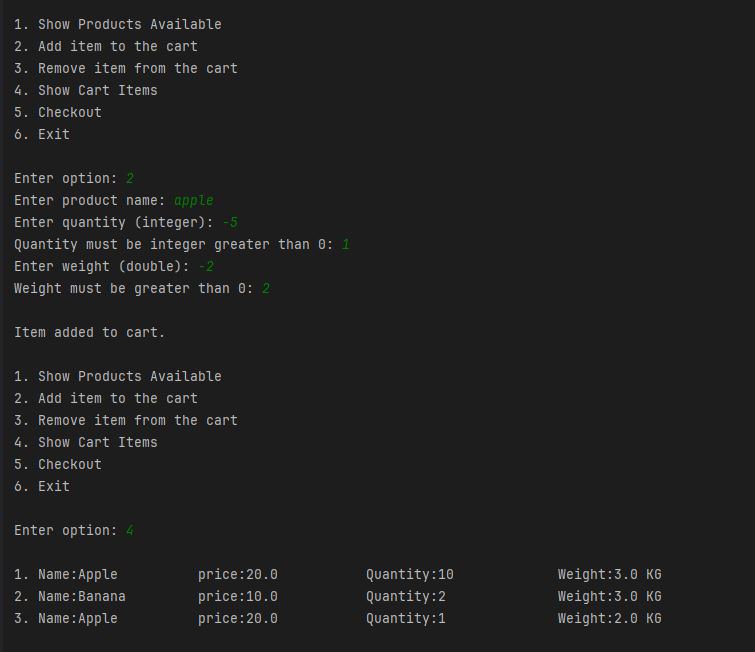 1. Show Products Available
2. Add item to the cart
3. Remove item from the cart
4. Show Cart Items
5. Checkout
6. Exit
Enter option: 2
Enter product name: apple
Enter quantity (integer): -5
Quantity must be integer greater than 0: 1
Enter weight (double): -2
Weight must be greater than 0: 2
Item added to cart.
1. Show Products Available
2. Add item to the cart
3. Remove item from the cart
4. Show Cart Items
5. Checkout
6. Exit
Enter option: 4
1. Name:Apple price:20.0 Quantity:10 Weight:3.0 KG
2. Name:Banana price:10.0 Quantity:2 Weight:3.0 KG
3. Name:Apple price:20.0 Quantity:1 Weight:2.0 KG